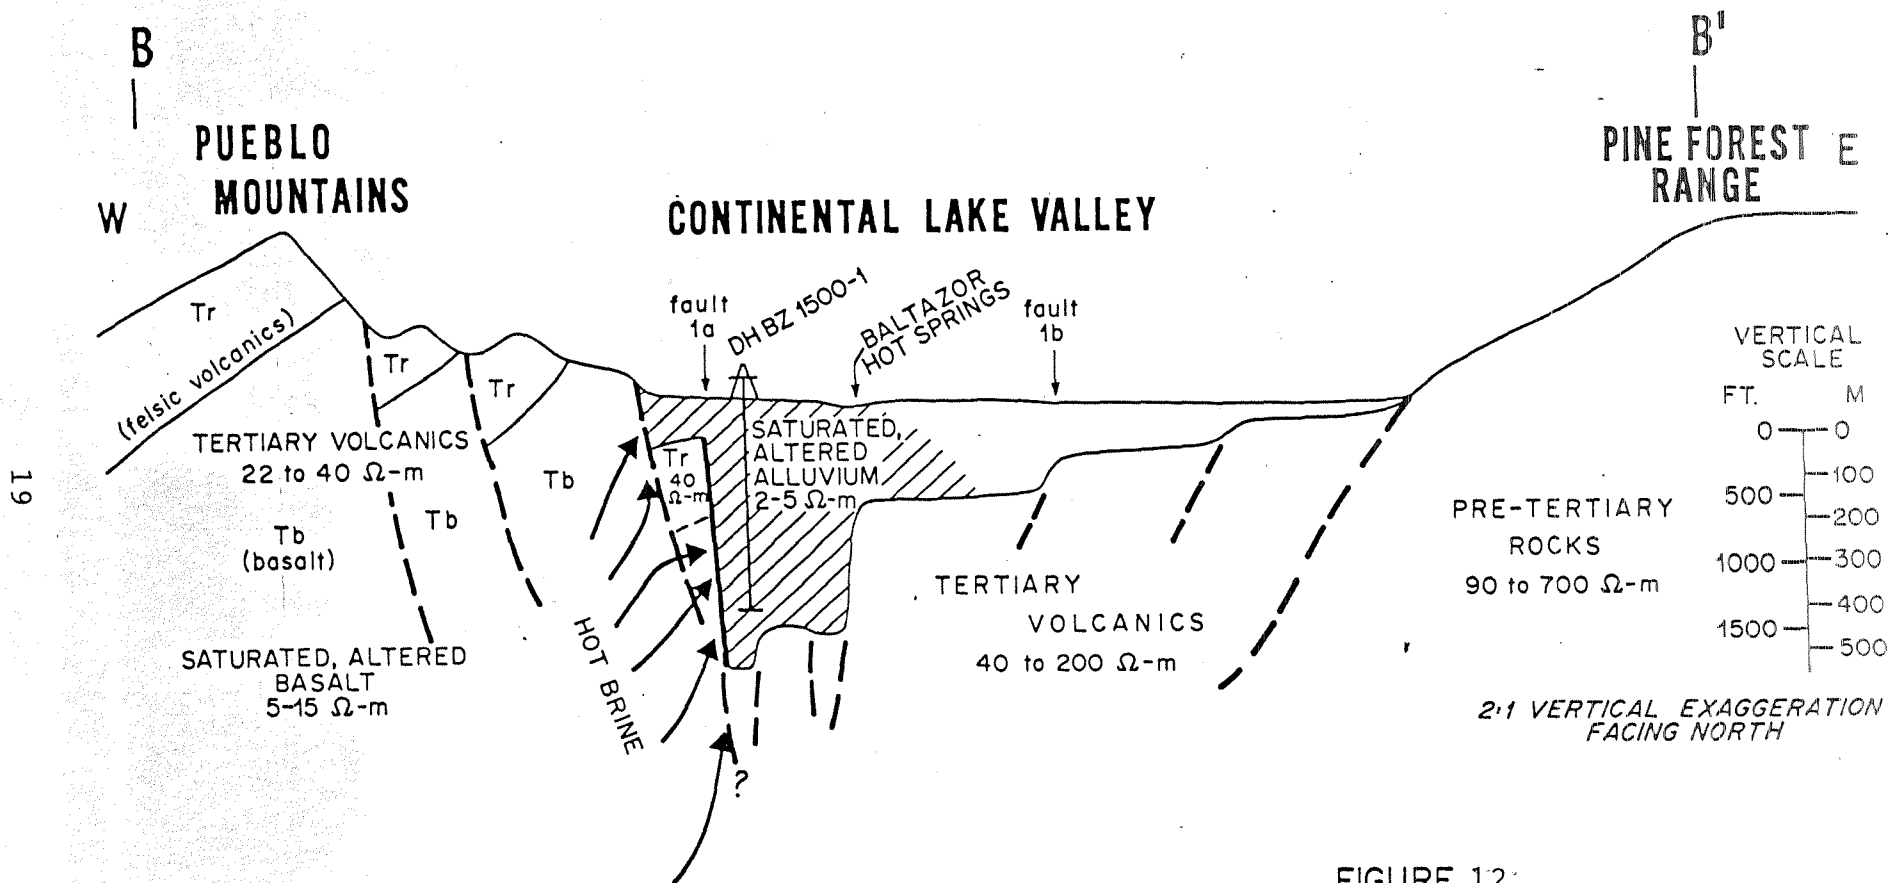 B
B'
PUEBLO
MOUNTAINS
W
CONTINENTAL LAKE VALLEY
PINE FOREST
RANGE
E
Tr
(felsic volcanics)
Tr
Tr
fault
1a
DH BZ 1500-1
BALTAZOR
HOT SPRINGS
fault
1b
VERTICAL
SCALE
FT.
M
0
0
100
500
200
1000
300
400
1500
500
TERTIARY VOLCANICS
22 to 40 Ω-m
Tb
(basalt)
Tb
Tb
Tr
40
Ω-m
SATURATED,
ALTERED
ALLUVIUM
2-5 Ω-m
PRE-TERTIARY
ROCKS
90 to 700 Ω-m
TERTIARY
VOLCANICS
40 to 200 Ω-m
SATURATED, ALTERED
BASALT
5-15 Ω-m
HOT BRINE
?
2:1 VERTICAL EXAGGERATION
FACING NORTH
19
FIGURE 12